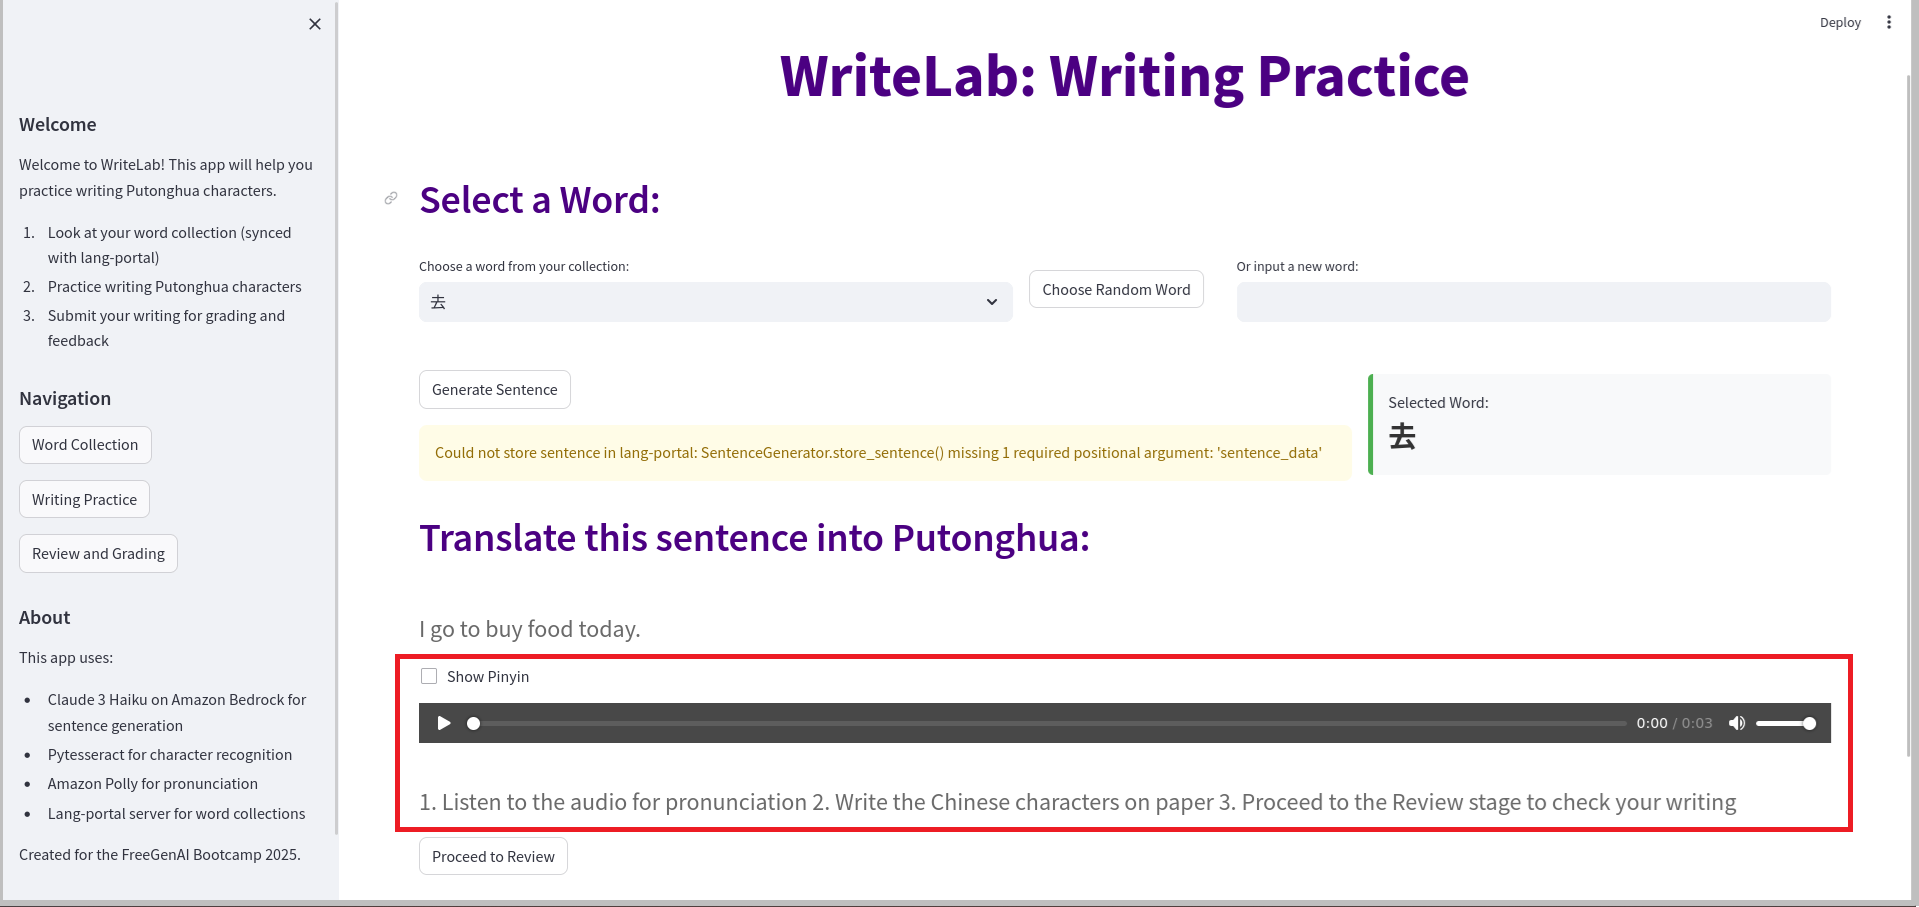 Deploy
WriteLab: Writing Practice
Welcome
Welcome to WriteLab! This app will help you
practice writing Putonghua characters.
1. Look at your word collection (synced
with lang-portal)
2. Practice writing Putonghua characters
3. Submit your writing for grading and
feedback
Navigation
Word Collection
Writing Practice
Review and Grading
About
This app uses:
• Claude 3 Haiku on Amazon Bedrock for
sentence generation
• Pytesseract for character recognition
• Amazon Polly for pronunciation
• Lang-portal server for word collections
Created for the FreeGenAI Bootcamp 2025.
Select a Word:
Choose a word from your collection:
去
Choose Random Word
Or input a new word:
Generate Sentence
Could not store sentence in lang-portal: SentenceGenerator.store_sentence() missing 1 required positional argument: 'sentence_data'
Selected Word:
去
Translate this sentence into Putonghua:
I go to buy food today.
Show Pinyin
0:00 / 0:03
1. Listen to the audio for pronunciation 2. Write the Chinese characters on paper 3. Proceed to the Review stage to check your writing
Proceed to Review